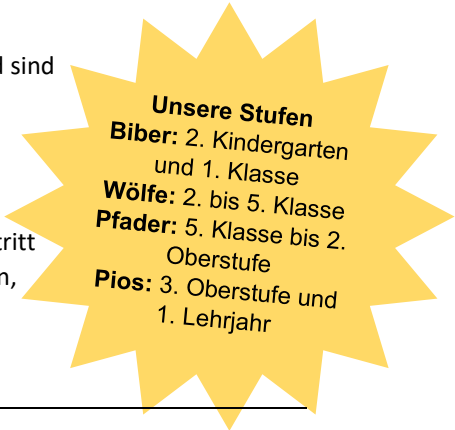 sind
Unsere Stufen
Biber: 2. Kindergarten
und 1. Klasse
Wölfe: 2. bis 5. Klasse
Pfader: 5. Klasse bis 2.
Oberstufe
Pios: 3. Oberstufe und
1. Lehrjahr